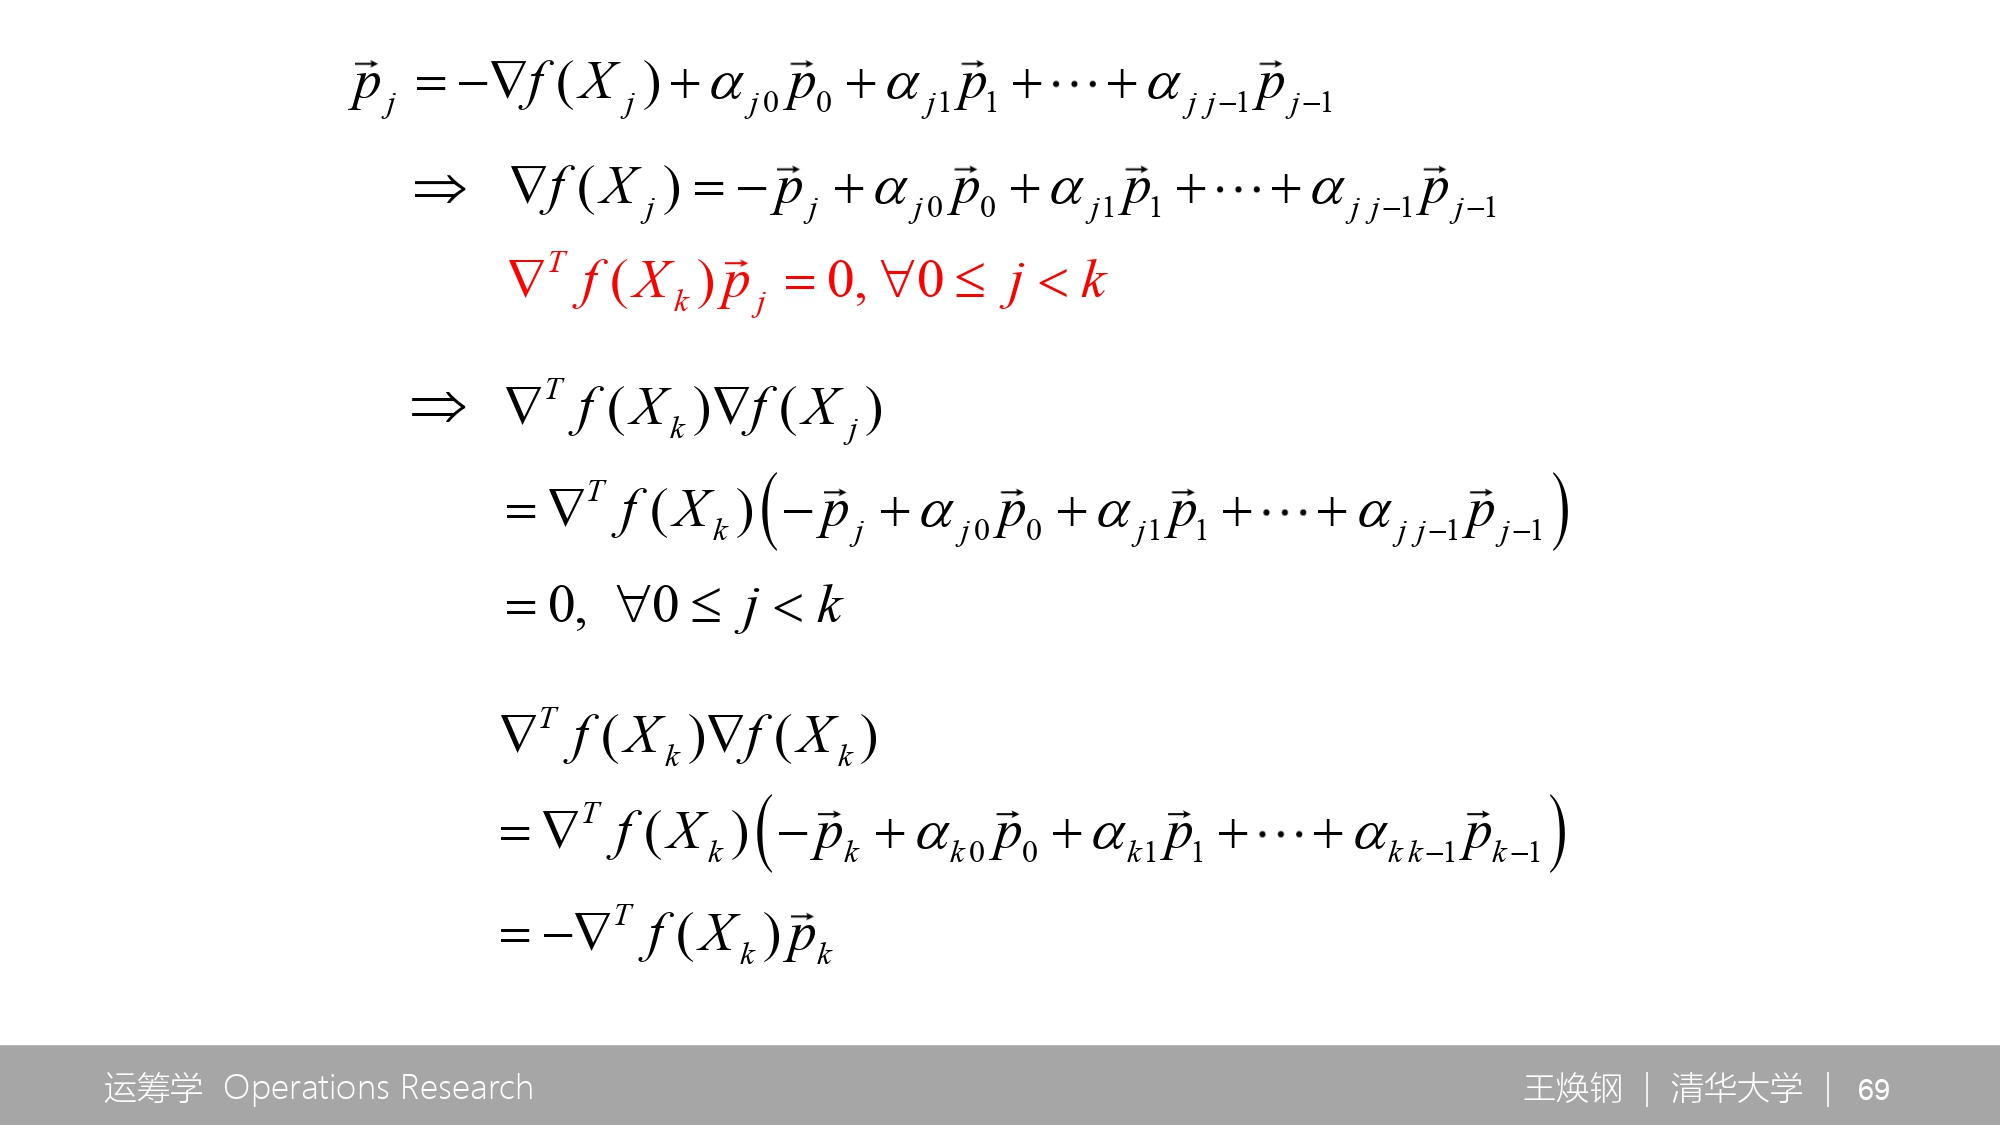 $\vec{p}_j = -\nabla f(X_j) + \alpha_{j0}\vec{p}_0 + \alpha_{j1}\vec{p}_1 + \cdots + \alpha_{jj-1}\vec{p}_{j-1}$
$\Rightarrow \nabla f(X_j) = -\vec{p}_j + \alpha_{j0}\vec{p}_0 + \alpha_{j1}\vec{p}_1 + \cdots + \alpha_{jj-1}\vec{p}_{j-1}$
$\nabla^T f(X_k)\vec{p}_j = 0, \forall 0 \le j < k$
$\Rightarrow \nabla^T f(X_k)\nabla f(X_j)$
$= \nabla^T f(X_k)\left(-\vec{p}_j + \alpha_{j0}\vec{p}_0 + \alpha_{j1}\vec{p}_1 + \cdots + \alpha_{jj-1}\vec{p}_{j-1}\right)$
$= 0, \forall 0 \le j < k$
$\nabla^T f(X_k)\nabla f(X_k)$
$= \nabla^T f(X_k)\left(-\vec{p}_k + \alpha_{k0}\vec{p}_0 + \alpha_{k1}\vec{p}_1 + \cdots + \alpha_{kk-1}\vec{p}_{k-1}\right)$
$= -\nabla^T f(X_k)\vec{p}_k$
运筹学 Operations Research
王焕钢 | 清华大学 | 69